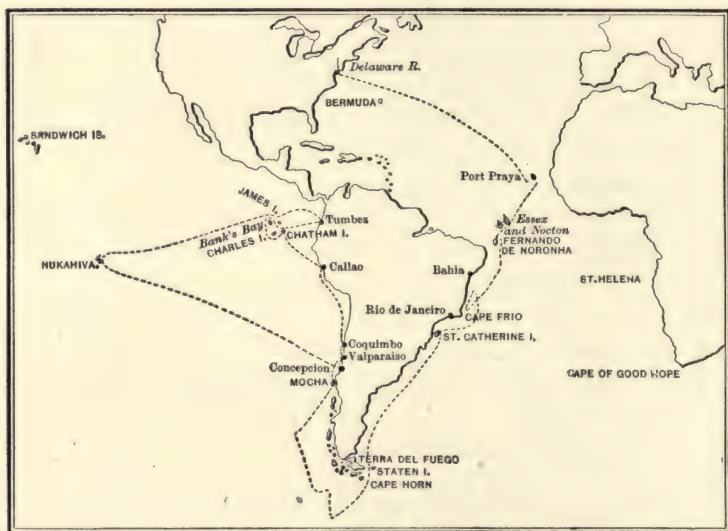 Delaware R.
BERMUDA
SANDWICH IS.
Port Praya
JAMES I.
Essex
and Nocton
Tumbez
Bank's Bay
CHATHAM I.
FERNANDO
DE NORONHA
CHARLES I.
NUKAHIVA
Callao
Bahia
ST. HELENA
Rio de Janeiro
CAPE FRIO
ST. CATHERINE I.
Coquimbo
Valparaiso
Concepcion
CAPE OF GOOD HOPE
MOCHA
TERRA DEL FUEGO
STATEN I.
CAPE HORN